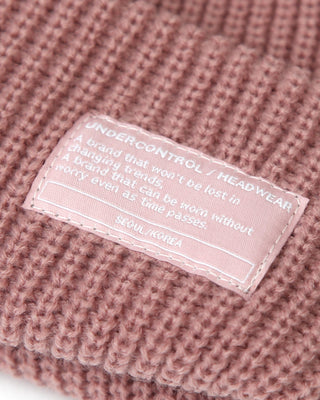 UNDERCONTROL / HEADWEAR
A brand that won't be lost in
changing trends.
A brand that can be worn without
worry even as time passes.
SEOUL/KOREA